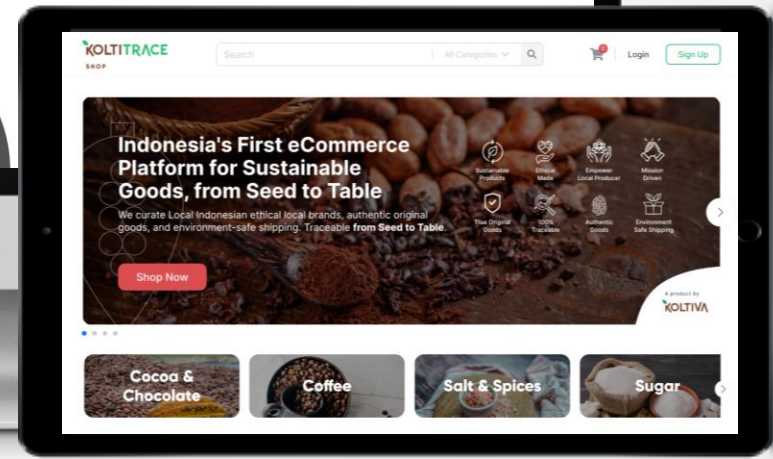 KOLTITRACE
SHOP
Search
All Categories
0
Login
Sign Up
Indonesia's First eCommerce
Platform for Sustainable
Goods, from Seed to Table
We curate Local Indonesian ethical local brands, authentic original
goods, and environment-safe shipping. Traceable from Seed to Table.
Shop Now
Sustainable
Products
Ethical
Made
Empower
Local Producer
Mission
Driven
True Original
Goods
100%
Traceable
Authentic
Goods
Environment
Safe Shipping
A product by
KOLTIVA
Cocoa &
Chocolate
Coffee
Salt & Spices
Sugar